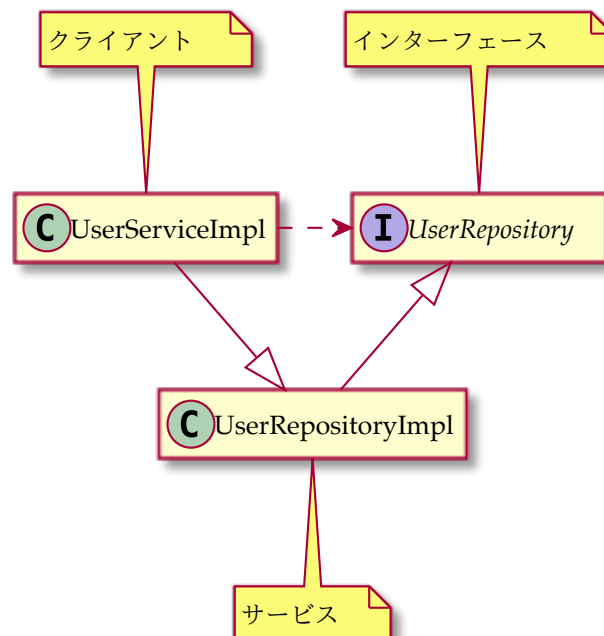 クライアント
インターフェース
C UserServiceImpl
I UserRepository
C UserRepositoryImpl
サービス